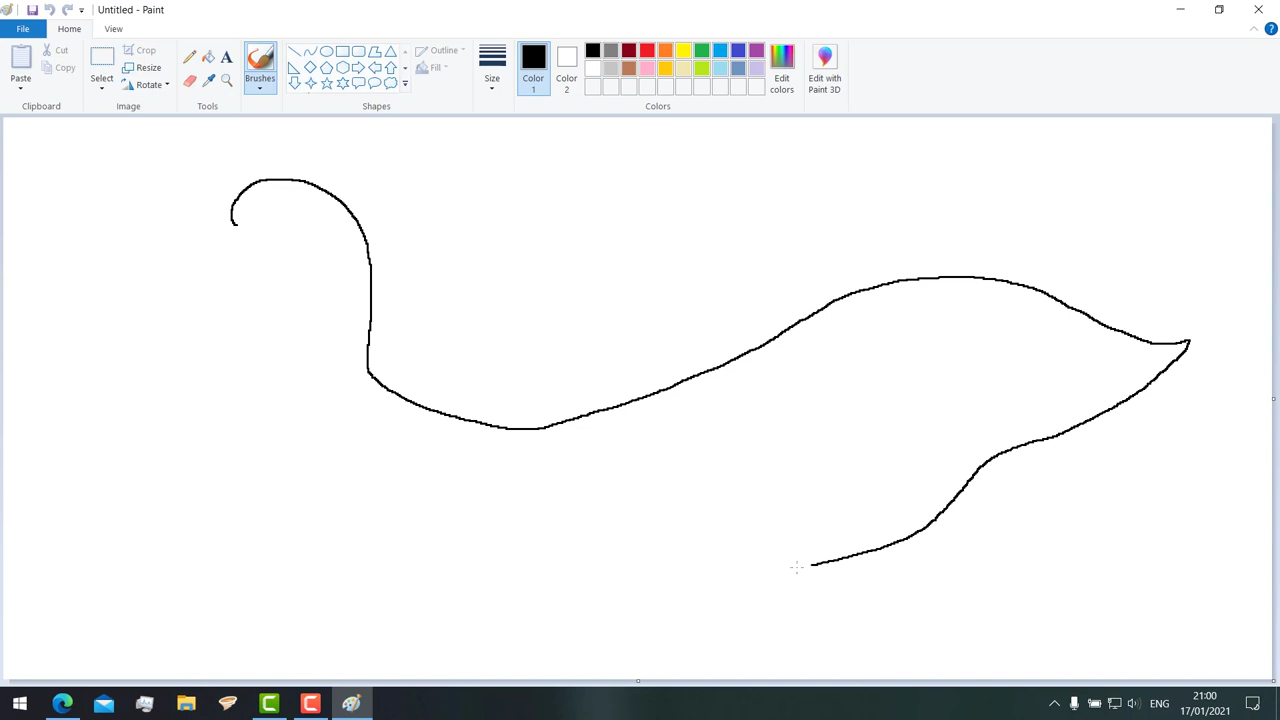 Untitled - Paint
File Home View
Paste
Cut
Copy
Clipboard
Select
Crop
Resize
Rotate
Image
Tools
Brushes
Outline
Fill
Shapes
Size
Color 1
Color 2
Edit colors
Colors
Edit with Paint 3D
ENG
21:00
17/01/2021